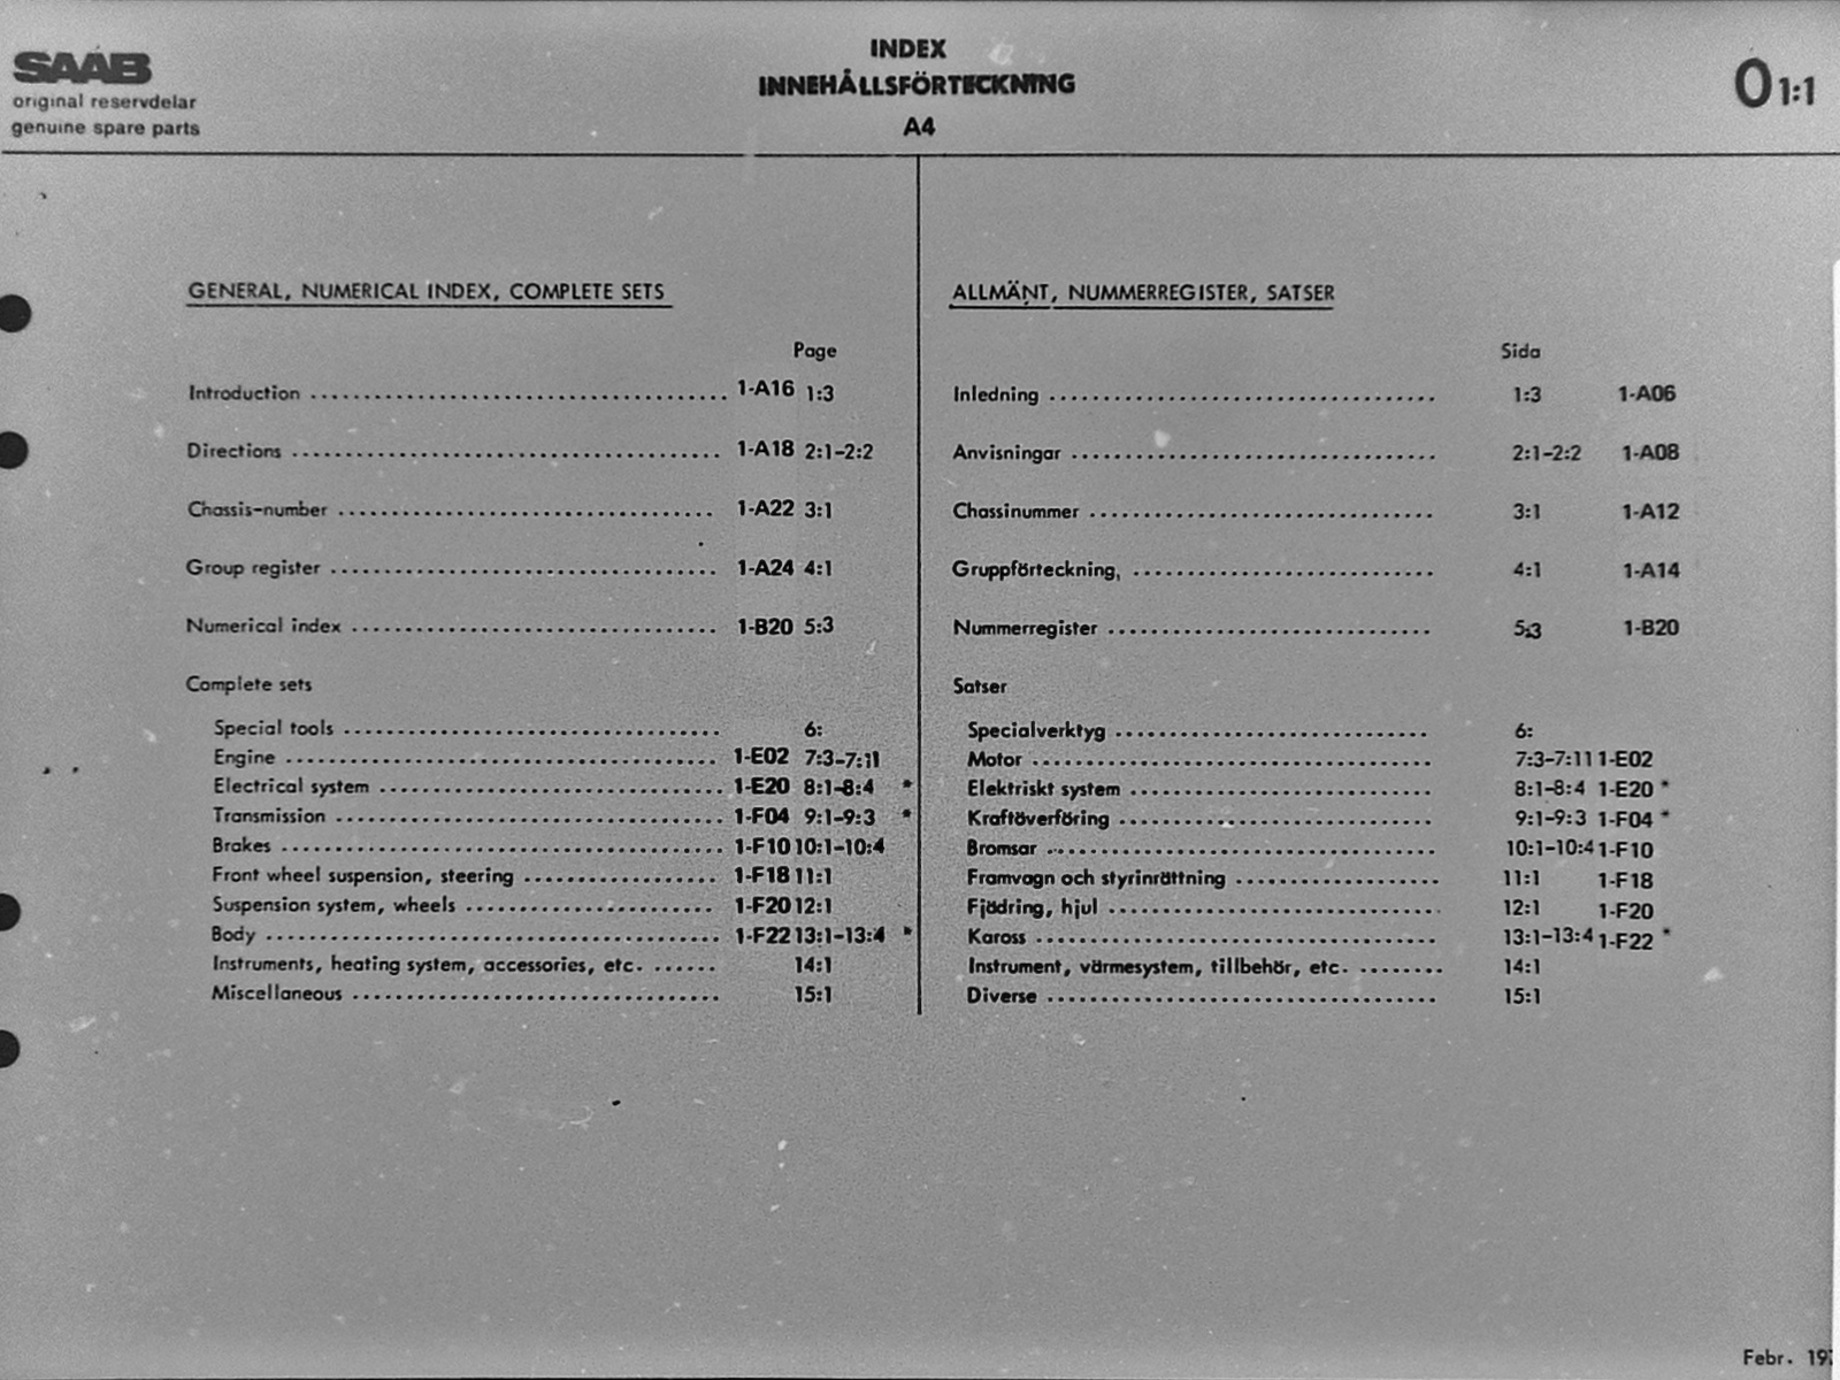 SAAB
original reservdelar
genuine spare parts
INDEX
INNEHÅLLSFÖRTECKNING
A4
0 1:1
GENERAL, NUMERICAL INDEX, COMPLETE SETS
Page
Introduction ........................................ 1-A16 1:3
Directions ........................................ 1-A18 2:1-2:2
Chassis-number ................................... 1-A22 3:1
Group register .................................... 1-A24 4:1
Numerical index .................................. 1-B20 5:3
Complete sets
Special tools ................................... 6:
Engine ........................................ 1-E02 7:3-7:11
Electrical system ................................ 1-E20 8:1-8:4 *
Transmission .................................... 1-F04 9:1-9:3 *
Brakes ......................................... 1-F10 10:1-10:4
Front wheel suspension, steering .................. 1-F18 11:1
Suspension system, wheels ....................... 1-F20 12:1
Body .......................................... 1-F22 13:1-13:4 *
Instruments, heating system, accessories, etc. ...... 14:1
Miscellaneous .................................. 15:1
ALLMÄNT, NUMMERREGISTER, SATSER
Sida
Inledning .................................... 1:3 1-A06
Anvisningar .................................. 2:1-2:2 1-A08
Chassinummer ................................ 3:1 1-A12
Gruppförteckning, ............................ 4:1 1-A14
Nummerregister .............................. 5:3 1-B20
Satser
Specialverktyg ............................. 6:
Motor ..................................... 7:3-7:11 1-E02
Elektriskt system ............................ 8:1-8:4 1-E20 *
Kraftöverföring ............................. 9:1-9:3 1-F04 *
Bromsar .................................... 10:1-10:4 1-F10
Framvagn och styrinrättning ................... 11:1 1-F18
Fjädring, hjul ............................... 12:1 1-F20
Kaross ...................................... 13:1-13:4 1-F22 *
Instrument, värmesystem, tillbehör, etc. ........ 14:1
Diverse ..................................... 15:1
Febr.